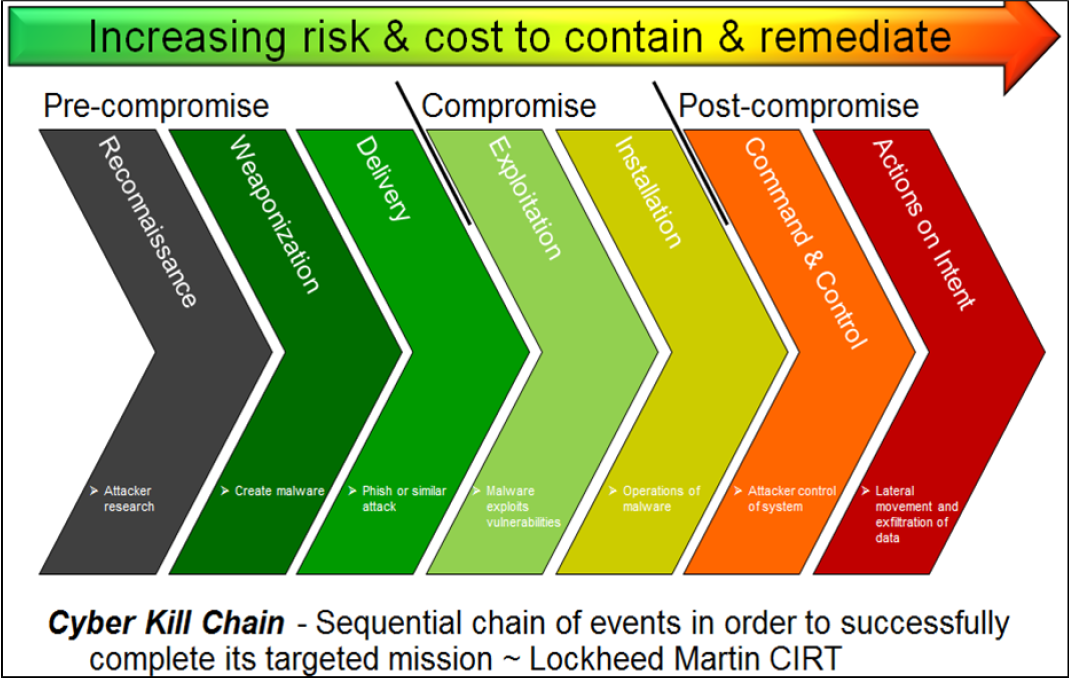 Increasing risk & cost to contain & remediate
Pre-compromise
Compromise
Post-compromise
Reconnaissance
Weaponization
Delivery
Exploitation
Installation
Command & Control
Actions on Intent
➢ Attacker
research
➢ Create malware
➢ Phish or similar
attack
➢ Malware
exploits
vulnerabilities
➢ Operations of
malware
➢ Attacker control
of system
➢ Lateral
movement and
exfiltration of
data
Cyber Kill Chain - Sequential chain of events in order to successfully
complete its targeted mission ~ Lockheed Martin CIRT